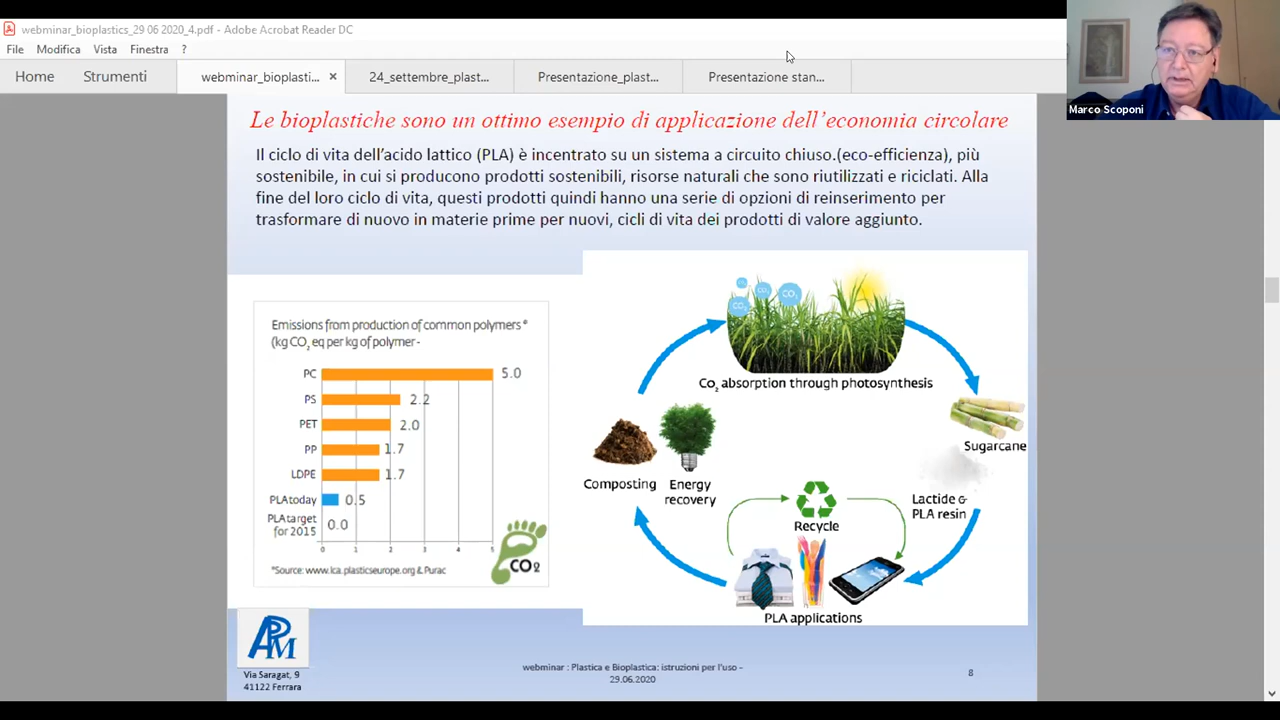 webminar_bioplastics_29 06 2020_4.pdf - Adobe Acrobat Reader DC
File Modifica Vista Finestra ?
Home Strumenti webminar_bioplasti... × 24_settembre_plast... Presentazione_plast... Presentazione stan...
Marco Scoponi
Le bioplastiche sono un ottimo esempio di applicazione dell'economia circolare
Il ciclo di vita dell'acido lattico (PLA) è incentrato su un sistema a circuito chiuso.(eco-efficienza), più
sostenibile, in cui si producono prodotti sostenibili, risorse naturali che sono riutilizzati e riciclati. Alla
fine del loro ciclo di vita, questi prodotti quindi hanno una serie di opzioni di reinserimento per
trasformare di nuovo in materie prime per nuovi, cicli di vita dei prodotti di valore aggiunto.
Emissions from production of common polymers *
(kg CO2 eq per kg of polymer -
PC 5.0
PS 2.2
PET 2.0
PP 1.7
LDPE 1.7
PLA today 0.5
PLA target
for 2015 0.0
0 1 2 3 4 5
CO2
*Source: www.lca.plasticseurope.org & Purac
CO2 CO2
CO2
Co2 absorption through photosynthesis
Sugarcane
Lactide &
PLA resin
Composting
Energy
recovery
Recycle
PLA applications
APM
Via Saragat, 9
41122 Ferrara
webminar : Plastica e Bioplastica: istruzioni per l'uso -
29.06.2020
8